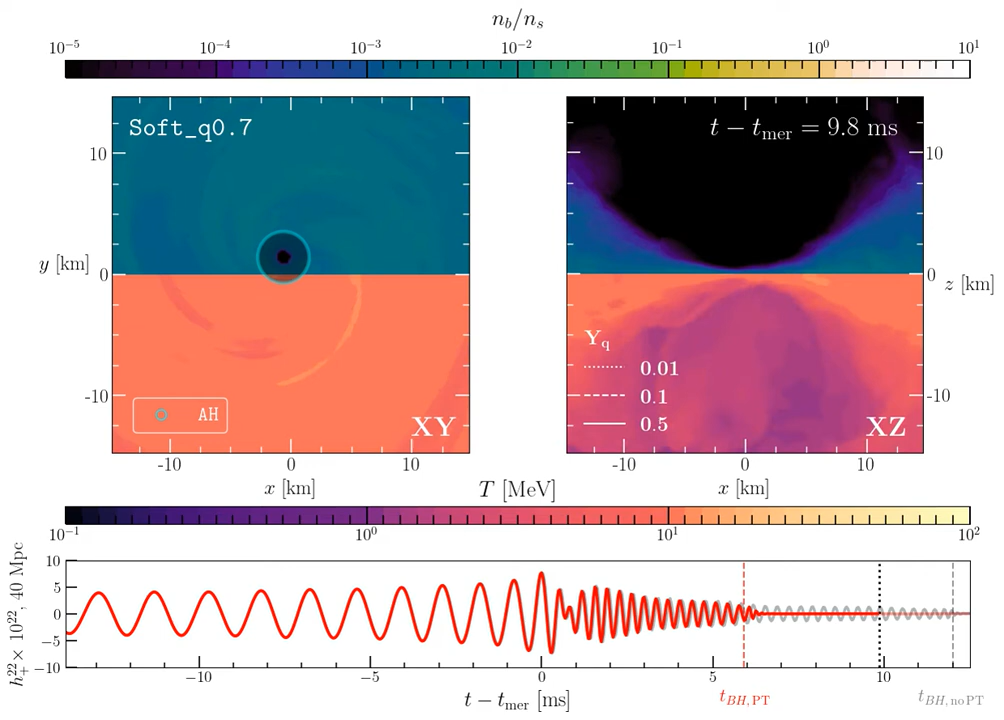 n_b/n_s
10^-5 10^-4 10^-3 10^-2 10^-1 10^0 10^1
Soft_q0.7
t − t_mer = 9.8 ms
10
0
-10
y [km]
AH
XY
-10 0 10
x [km]
Y_q
0.01
0.1
0.5
XZ
10
0
-10
z [km]
-10 0 10
x [km]
T [MeV]
10^-1 10^0 10^1 10^2
h_+^22 × 10^22, 40 Mpc
10
5
0
−5
−10
−10 −5 0 5 10
t − t_mer [ms]
t_BH,PT
t_BH,noPT